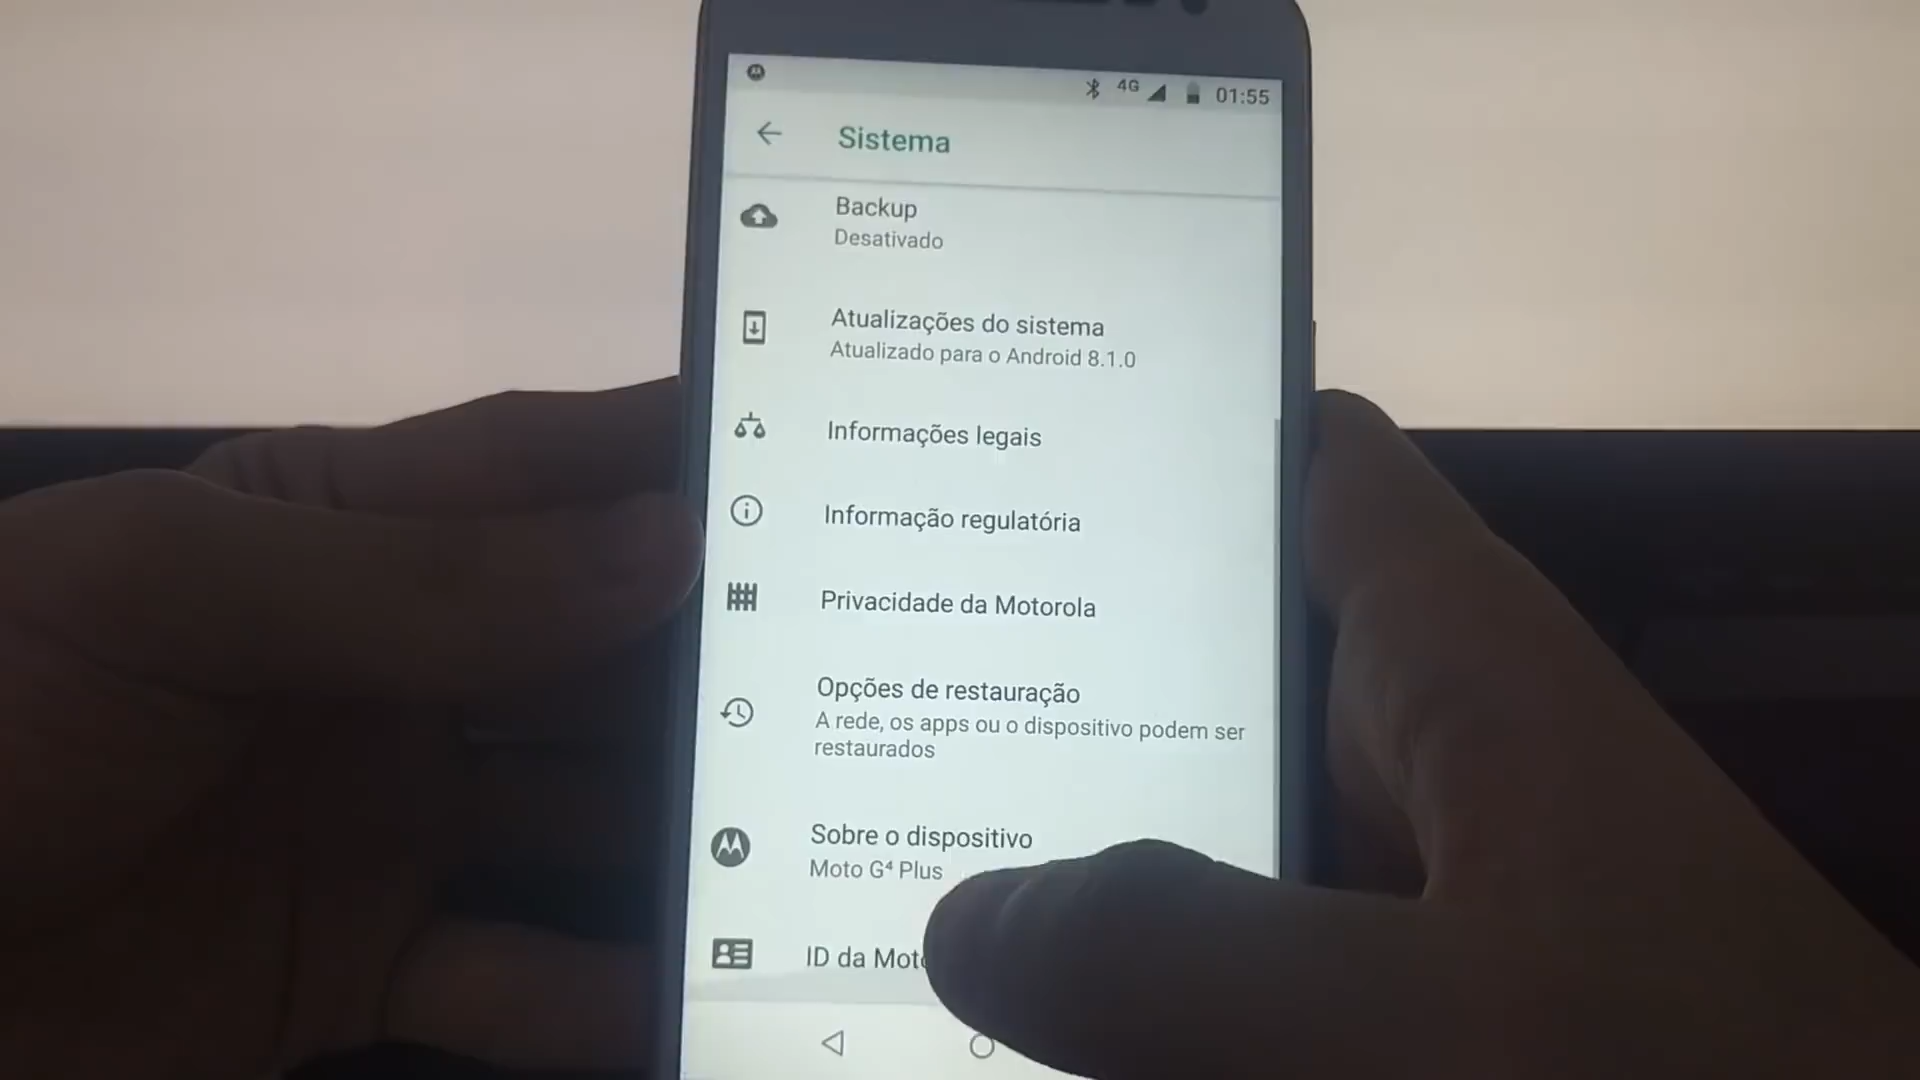 4G 01:55
Sistema
Backup
Desativado
Atualizações do sistema
Atualizado para o Android 8.1.0
Informações legais
Informação regulatória
Privacidade da Motorola
Opções de restauração
A rede, os apps ou o dispositivo podem ser
restaurados
Sobre o dispositivo
Moto G⁴ Plus
ID da